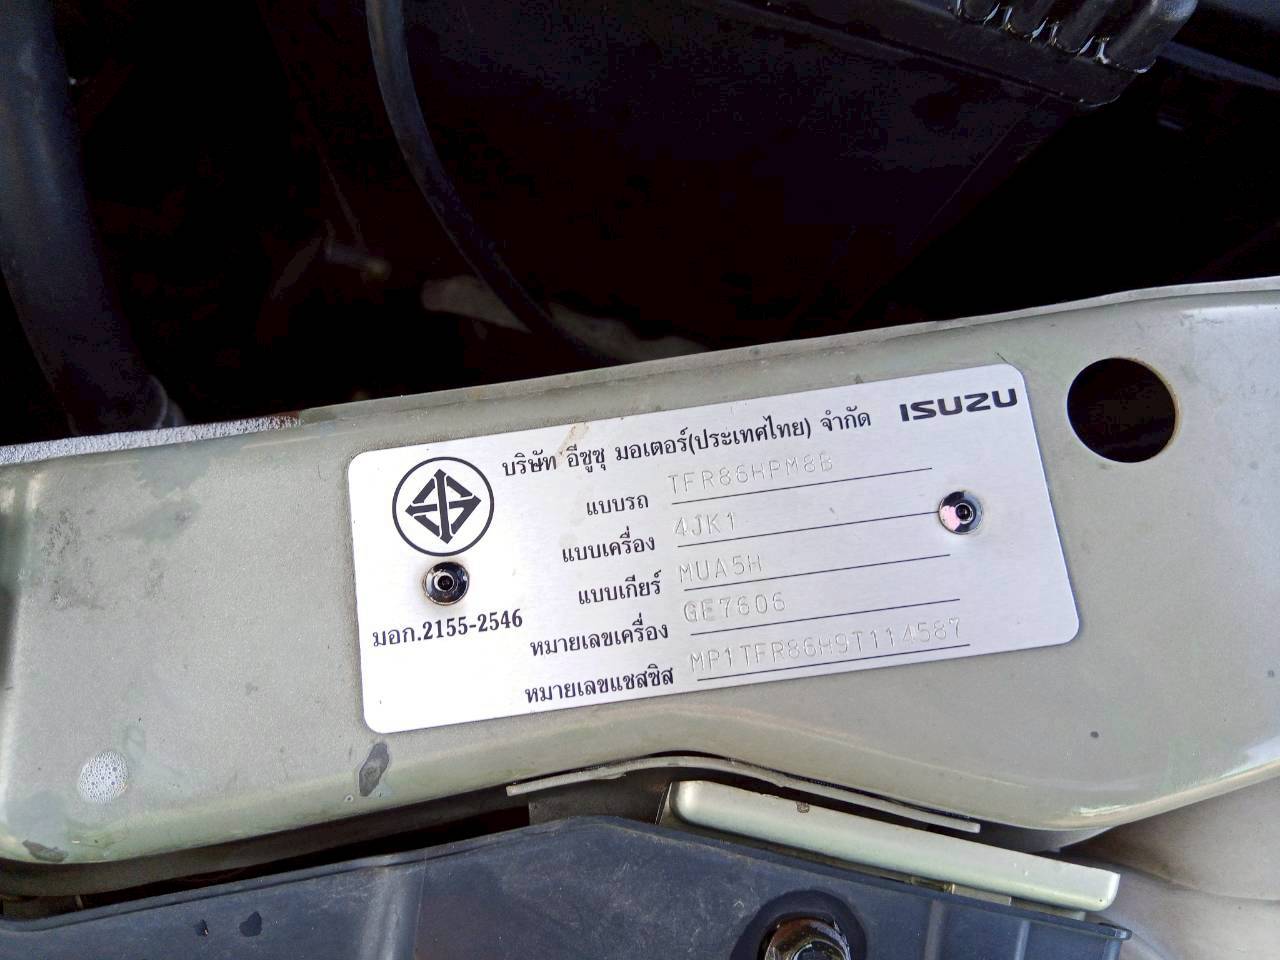 บริษัท อีซูซุ มอเตอร์(ประเทศไทย) จำกัด ISUZU
แบบรถ TFR86HPM8B
แบบเครื่อง 4JK1
แบบเกียร์ MUA5H
หมายเลขเครื่อง GE7606
หมายเลขแชสซิส MP1TFR86H9T114587
มอก.2155-2546